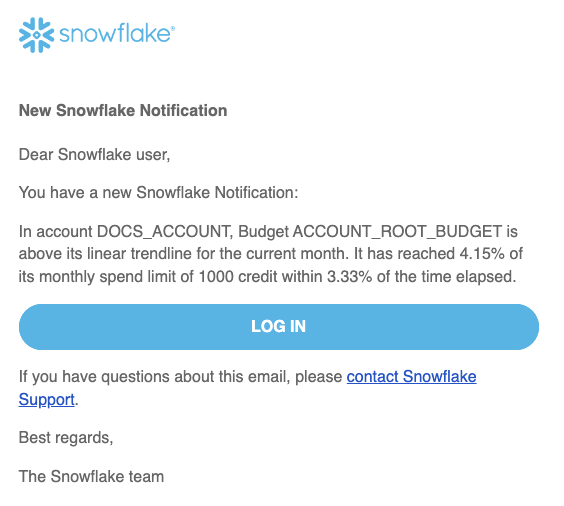 snowflake®
New Snowflake Notification
Dear Snowflake user,
You have a new Snowflake Notification:
In account DOCS_ACCOUNT, Budget ACCOUNT_ROOT_BUDGET is
above its linear trendline for the current month. It has reached 4.15% of
its monthly spend limit of 1000 credit within 3.33% of the time elapsed.
LOG IN
If you have questions about this email, please contact Snowflake
Support.
Best regards,
The Snowflake team